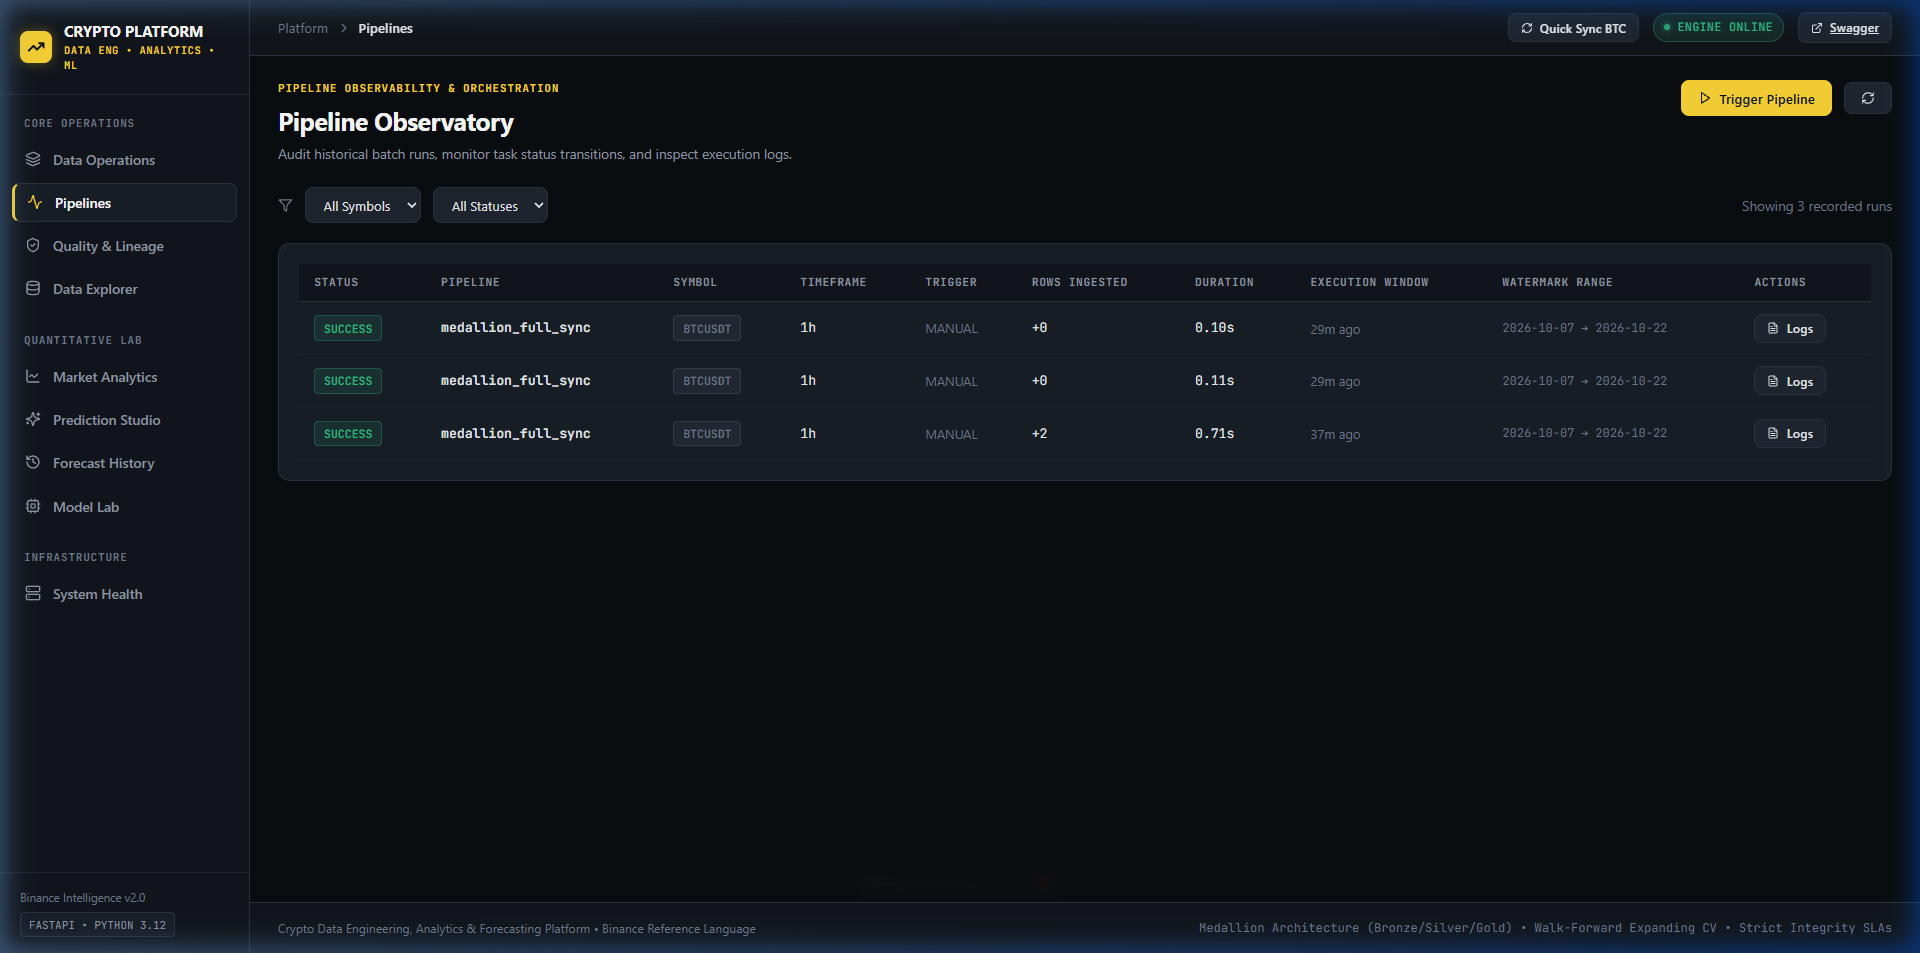 CRYPTO PLATFORM
DATA ENG • ANALYTICS •
ML
CORE OPERATIONS
Data Operations
Pipelines
Quality & Lineage
Data Explorer
QUANTITATIVE LAB
Market Analytics
Prediction Studio
Forecast History
Model Lab
INFRASTRUCTURE
System Health
Binance Intelligence v2.0
FASTAPI • PYTHON 3.12
Platform > Pipelines
Quick Sync BTC
ENGINE ONLINE
Swagger
PIPELINE OBSERVABILITY & ORCHESTRATION
Pipeline Observatory
Audit historical batch runs, monitor task status transitions, and inspect execution logs.
Trigger Pipeline
All Symbols
All Statuses
Showing 3 recorded runs
STATUS PIPELINE SYMBOL TIMEFRAME TRIGGER ROWS INGESTED DURATION EXECUTION WINDOW WATERMARK RANGE ACTIONS
SUCCESS medallion_full_sync BTCUSDT 1h MANUAL +0 0.10s 29m ago 2026-10-07 → 2026-10-22 Logs
SUCCESS medallion_full_sync BTCUSDT 1h MANUAL +0 0.11s 29m ago 2026-10-07 → 2026-10-22 Logs
SUCCESS medallion_full_sync BTCUSDT 1h MANUAL +2 0.71s 37m ago 2026-10-07 → 2026-10-22 Logs
Crypto Data Engineering, Analytics & Forecasting Platform • Binance Reference Language
Medallion Architecture (Bronze/Silver/Gold) • Walk-Forward Expanding CV • Strict Integrity SLAs